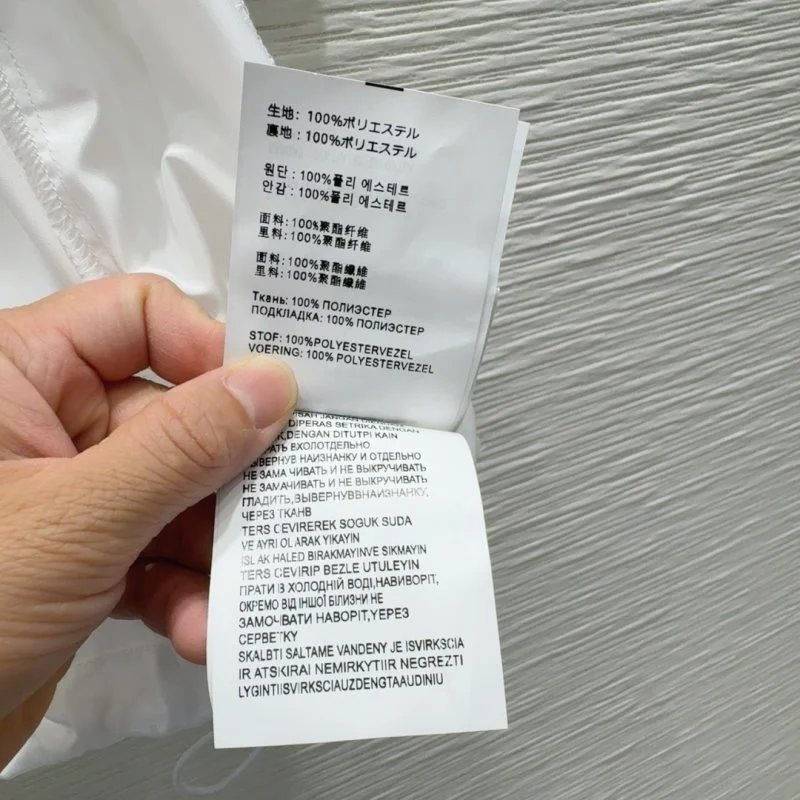 生地: 100%ポリエステル
裏地: 100%ポリエステル
원단: 100%폴리 에스테르
안감: 100%폴리 에스테르
面料: 100%聚酯纤维
里料: 100%聚酯纤维
面料: 100%聚酯纖維
里料: 100%聚酯纖維
Ткань: 100% ПОЛИЭСТЕР
ПОДКЛАДКА: 100% ПОЛИЭСТЕР
STOF: 100%POLYESTERVEZEL
VOERING: 100% POLYESTERVEZEL
DIPERAS SETRIKA DENGAN
DENGAN DITUTPI KAIN
ВХОЛОТДЕЛЬНО
ВЫВЕРНУВ НАИЗНАНКУ И ОТДЕЛЬНО
НЕ ЗАМА ЧИВАТЬ И НЕ ВЫКРУЧИВАТЬ
НЕ ЗАМАЧИВАТЬ И НЕ ВЫКРУЧИВАТЬ
ГЛАДИТЬ,ВЫВЕРНУВВНАИЗНАНКУ,
ЧЕРЕЗ ТКАНВ
TERS CEVIREREK SOGUK SUDA
VE AYRI OLARAK YIKAYIN
ISLAK HALED BIRAKMAYINVE SIKMAYIN
TERS CEVIRIP BEZLE UTULEYIN
ПРАТИ В ХОЛОДНІЙ ВОДІ,НАВИВОРІТ,
ОКРЕМО ВІД ІНШОЇ БІЛИЗНИ НЕ
ЗАМОЧВАТИ НАВОРІТ,ЧЕРЕЗ
СЕРВЕТКУ
SKALBTI SALTAME VANDENY JE ISVIRKSCIA
IR ATSKIRAI NEMIRKYTIIR NEGREZTI
LYGINTIISVIRKSCIAUZDENGTAAUDINIU